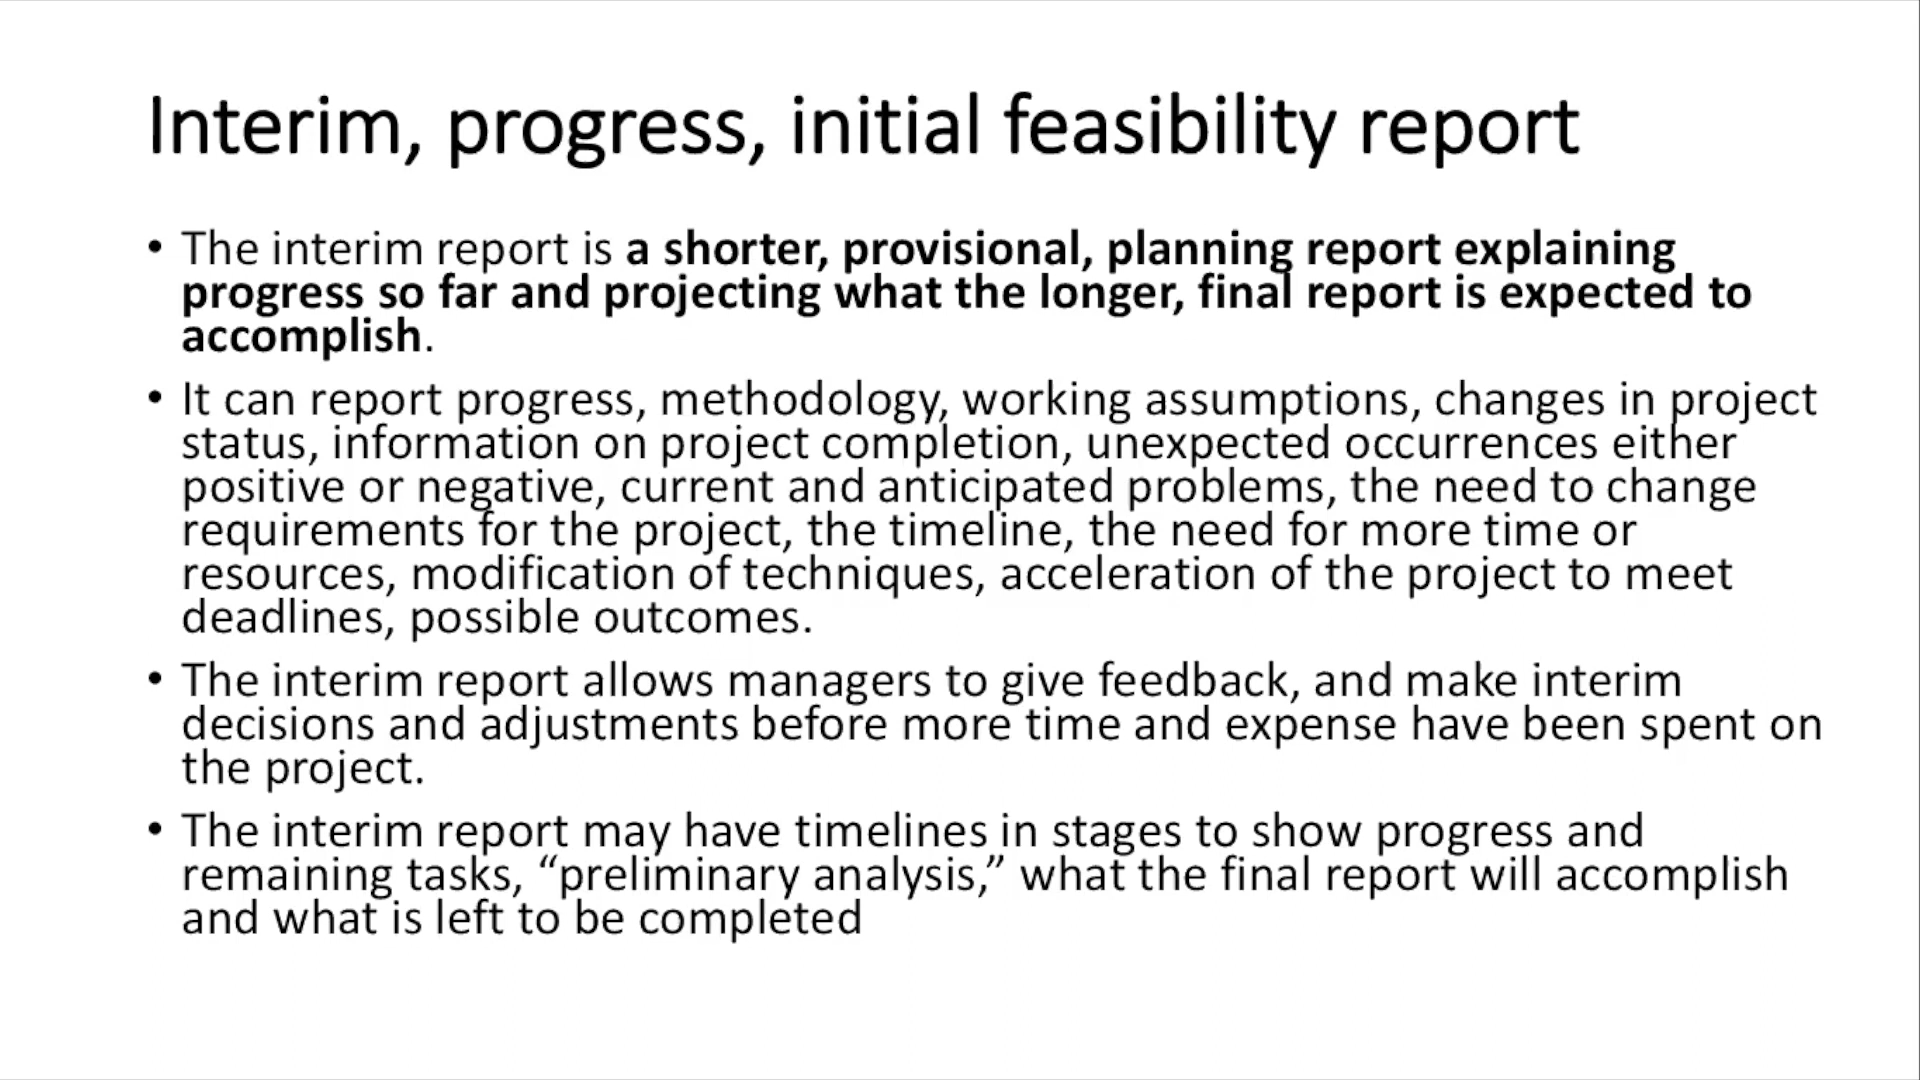 Interim, progress, initial feasibility report
• The interim report is a shorter, provisional, planning report explaining
progress so far and projecting what the longer, final report is expected to
accomplish.
• It can report progress, methodology, working assumptions, changes in project
status, information on project completion, unexpected occurrences either
positive or negative, current and anticipated problems, the need to change
requirements for the project, the timeline, the need for more time or
resources, modification of techniques, acceleration of the project to meet
deadlines, possible outcomes.
• The interim report allows managers to give feedback, and make interim
decisions and adjustments before more time and expense have been spent on
the project.
• The interim report may have timelines in stages to show progress and
remaining tasks, “preliminary analysis,” what the final report will accomplish
and what is left to be completed